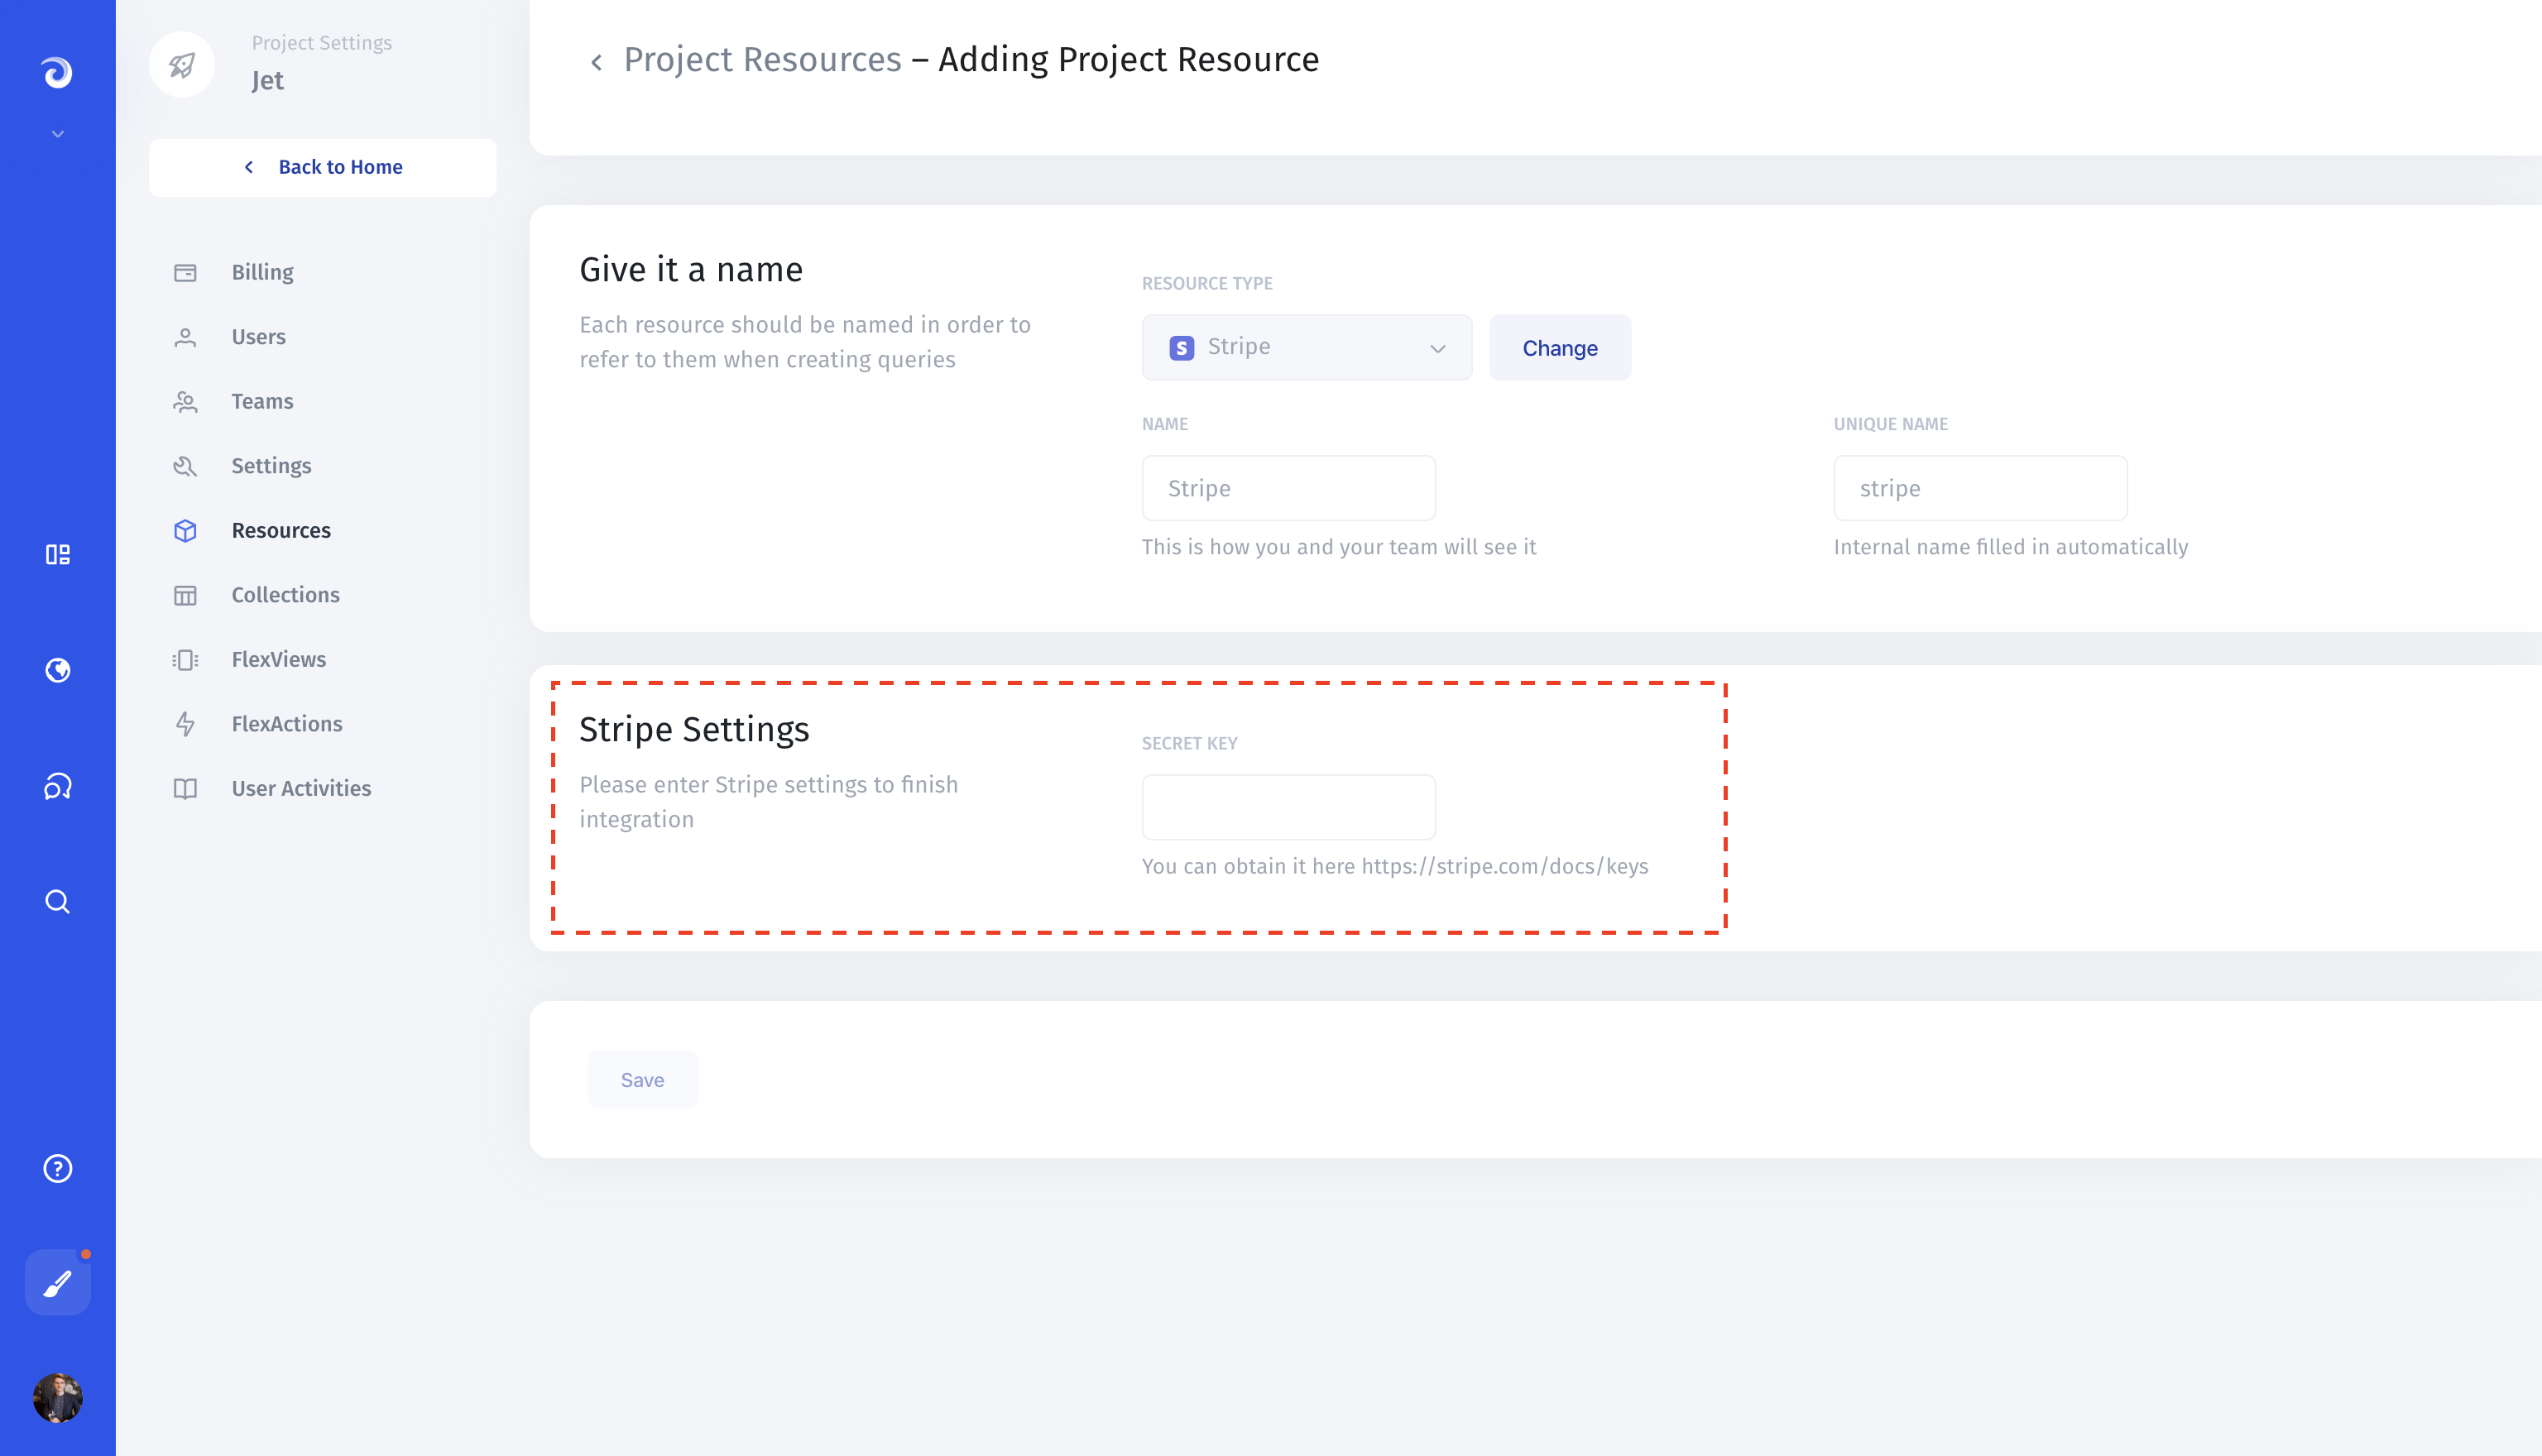 Project Settings
Jet
Back to Home
Billing
Users
Teams
Settings
Resources
Collections
FlexViews
FlexActions
User Activities
Project Resources – Adding Project Resource
Give it a name
Each resource should be named in order to
refer to them when creating queries
RESOURCE TYPE
S Stripe
Change
NAME
Stripe
This is how you and your team will see it
UNIQUE NAME
stripe
Internal name filled in automatically
Stripe Settings
Please enter Stripe settings to finish
integration
SECRET KEY
You can obtain it here https://stripe.com/docs/keys
Save